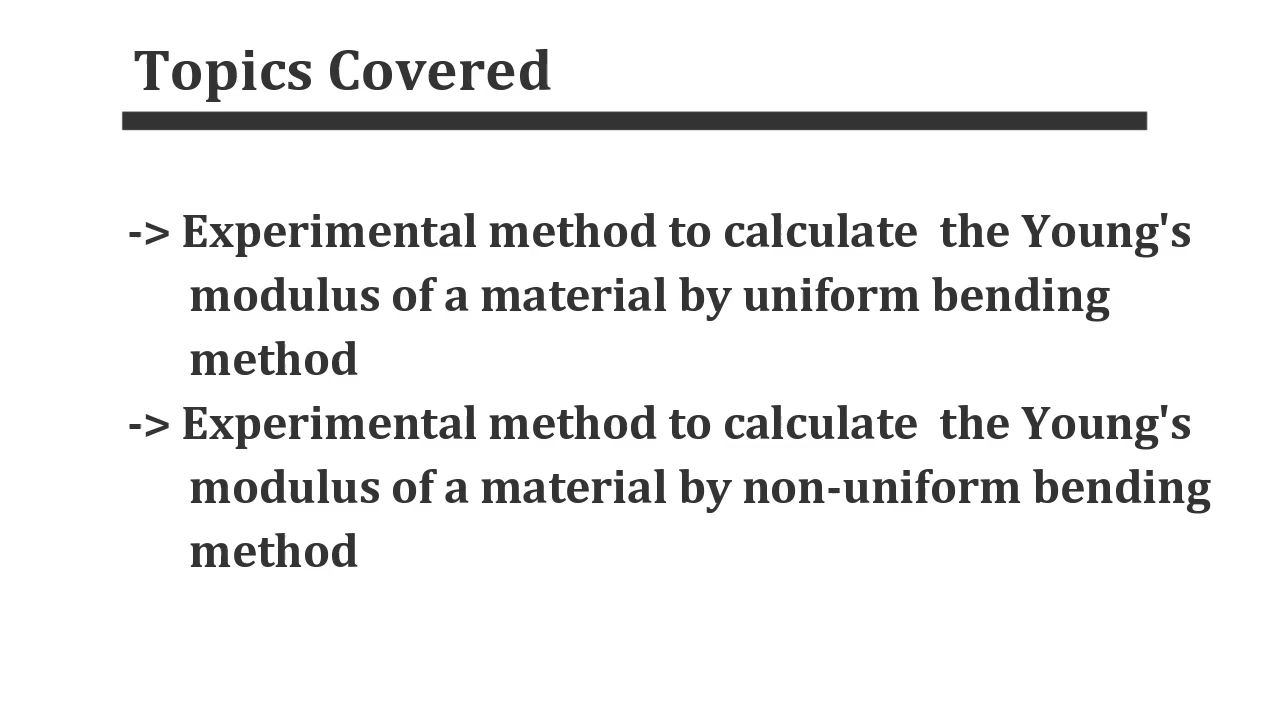 Topics Covered
-> Experimental method to calculate  the Young's
modulus of a material by uniform bending
method
-> Experimental method to calculate  the Young's
modulus of a material by non-uniform bending
method